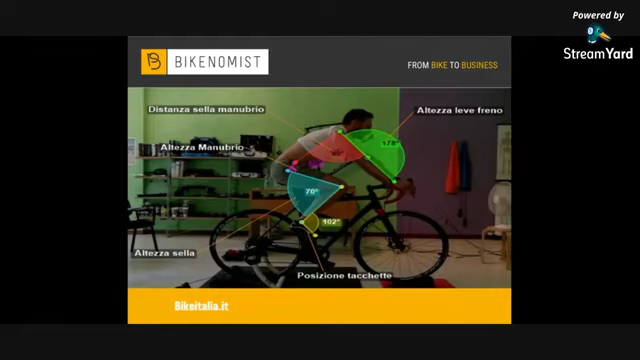 Powered by
StreamYard
BIKENOMIST
FROM BIKE TO BUSINESS
Distanza sella manubrio
Altezza leve freno
178°
Altezza Manubrio
70°
102°
Altezza sella
Posizione tacchette
Bikeitalia.it